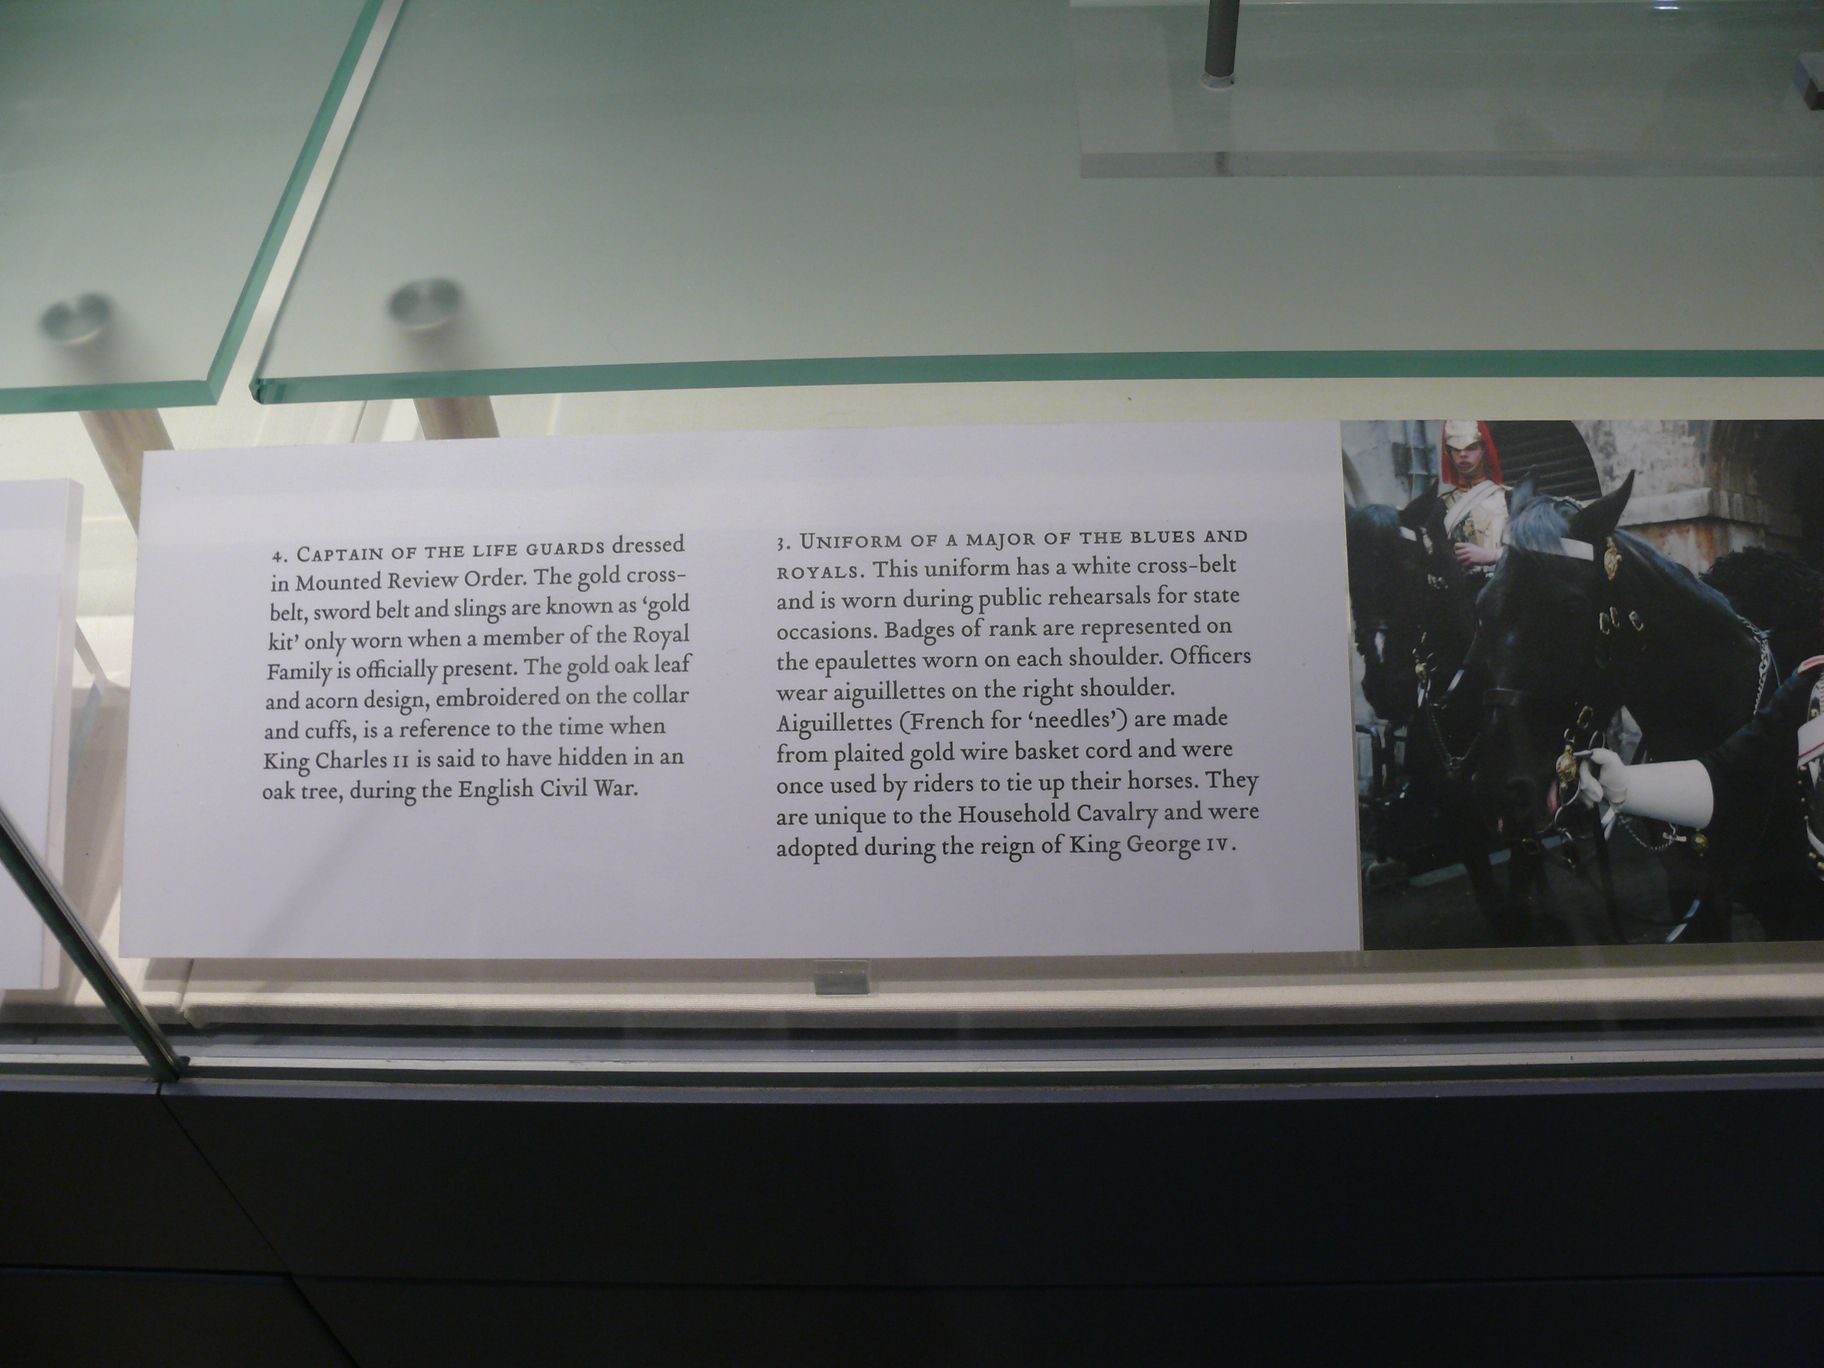 4. CAPTAIN OF THE LIFE GUARDS dressed
in Mounted Review Order. The gold cross-
belt, sword belt and slings are known as ‘gold
kit’ only worn when a member of the Royal
Family is officially present. The gold oak leaf
and acorn design, embroidered on the collar
and cuffs, is a reference to the time when
King Charles II is said to have hidden in an
oak tree, during the English Civil War.
3. UNIFORM OF A MAJOR OF THE BLUES AND
ROYALS. This uniform has a white cross-belt
and is worn during public rehearsals for state
occasions. Badges of rank are represented on
the epaulettes worn on each shoulder. Officers
wear aiguillettes on the right shoulder.
Aiguillettes (French for ‘needles’) are made
from plaited gold wire basket cord and were
once used by riders to tie up their horses. They
are unique to the Household Cavalry and were
adopted during the reign of King George IV.